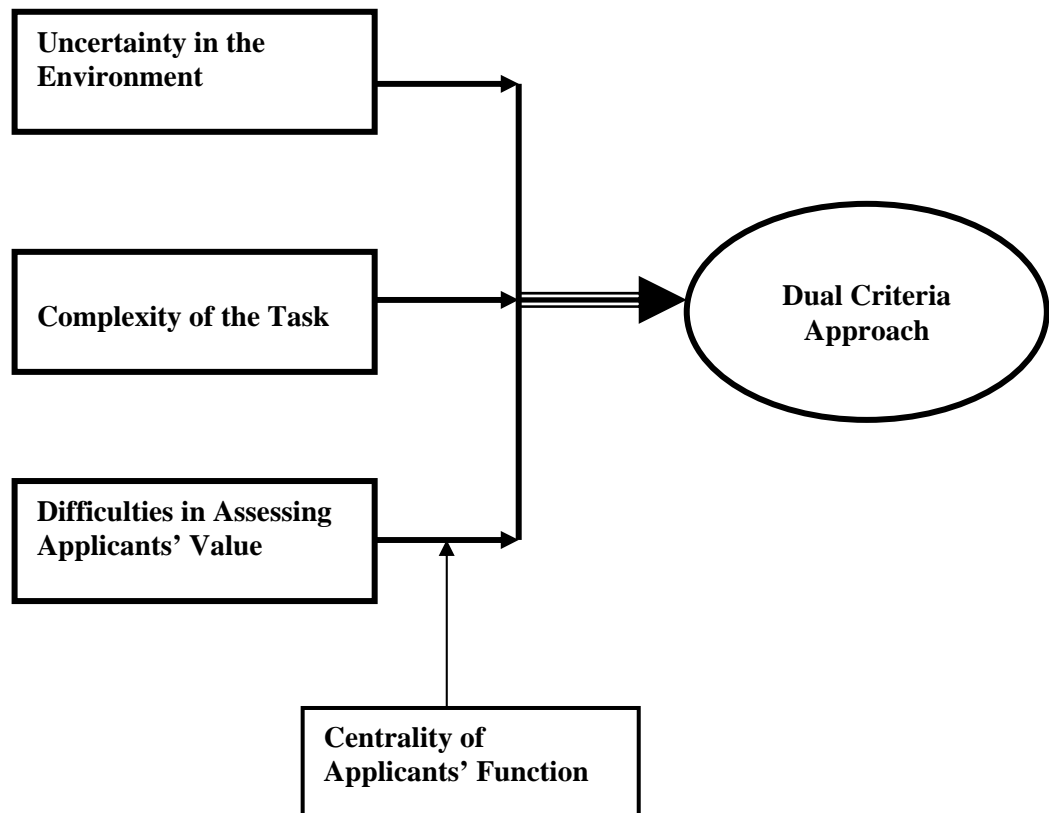 Uncertainty in the
Environment
Complexity of the Task
Dual Criteria
Approach
Difficulties in Assessing
Applicants’ Value
Centrality of
Applicants’ Function